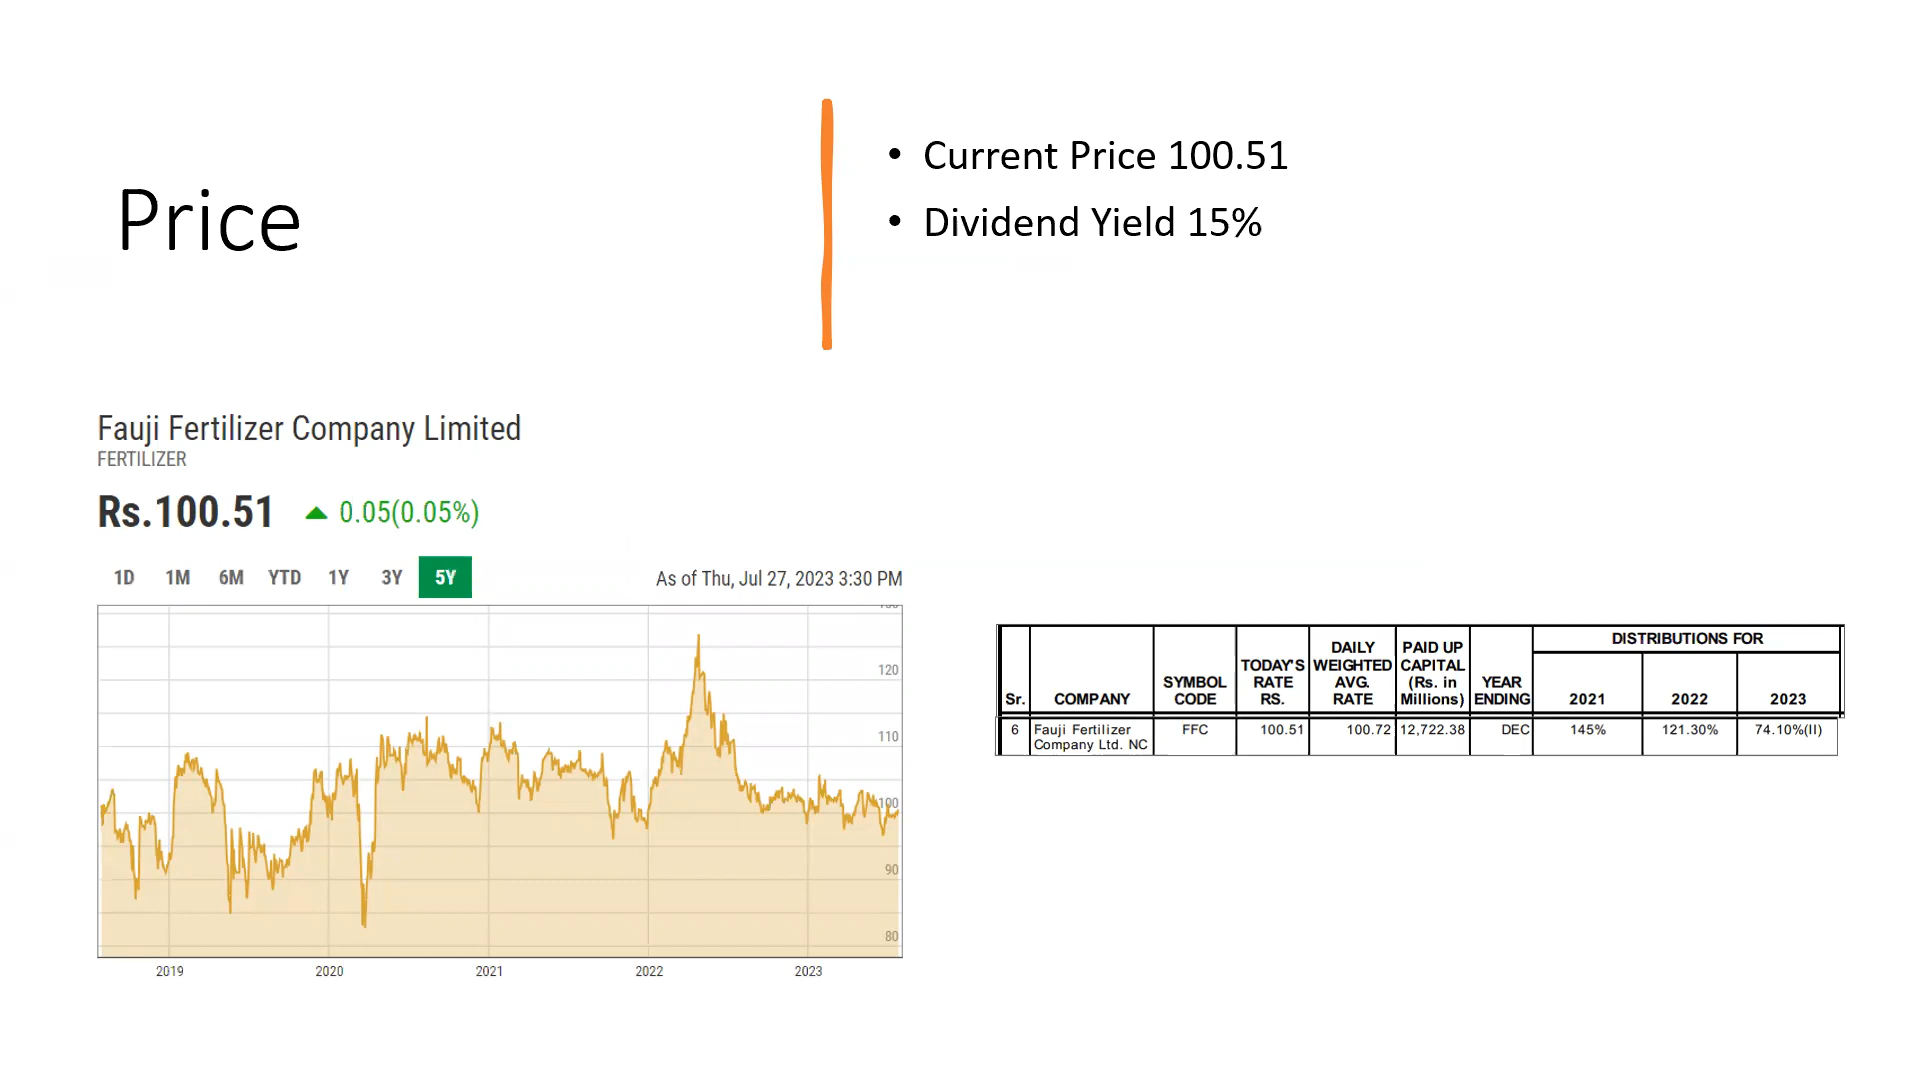 Price
• Current Price 100.51
• Dividend Yield 15%
Fauji Fertilizer Company Limited
FERTILIZER
Rs.100.51 ▲ 0.05(0.05%)
1D 1M 6M YTD 1Y 3Y 5Y As of Thu, Jul 27, 2023 3:30 PM
120
110
100
90
80
2019 2020 2021 2022 2023
Sr. COMPANY SYMBOL CODE TODAY'S RATE RS. DAILY WEIGHTED AVG. RATE PAID UP CAPITAL (Rs. in Millions) YEAR ENDING DISTRIBUTIONS FOR
2021 2022 2023
6 Fauji Fertilizer Company Ltd. NC FFC 100.51 100.72 12,722.38 DEC 145% 121.30% 74.10%(II)